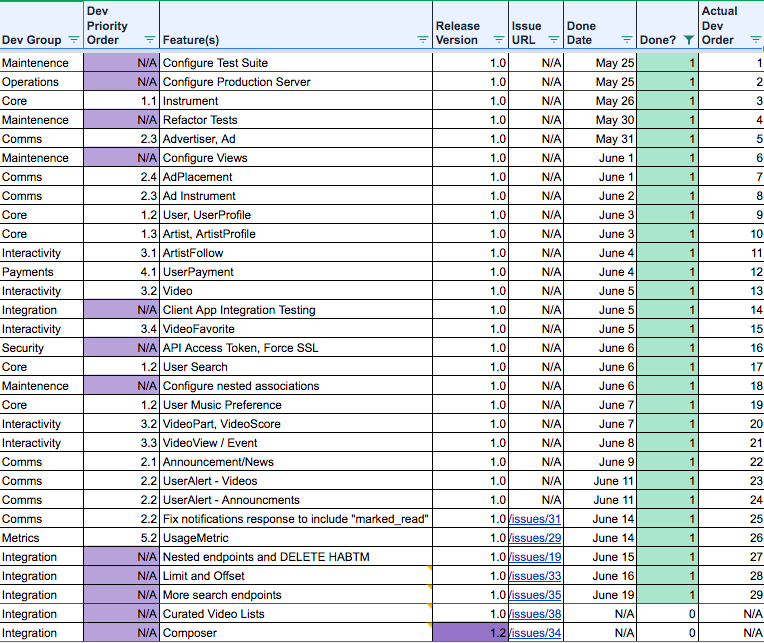 Dev Group Dev Priority Order Feature(s) Release Version Issue URL Done Date Done? Actual Dev Order
Maintenence N/A Configure Test Suite 1.0 N/A May 25 1 1
Operations N/A Configure Production Server 1.0 N/A May 25 1 2
Core 1.1 Instrument 1.0 N/A May 26 1 3
Maintenence N/A Refactor Tests 1.0 N/A May 30 1 4
Comms 2.3 Advertiser, Ad 1.0 N/A May 31 1 5
Maintenence N/A Configure Views 1.0 N/A June 1 1 6
Comms 2.4 AdPlacement 1.0 N/A June 1 1 7
Comms 2.3 Ad Instrument 1.0 N/A June 2 1 8
Core 1.2 User, UserProfile 1.0 N/A June 3 1 9
Core 1.3 Artist, ArtistProfile 1.0 N/A June 3 1 10
Interactivity 3.1 ArtistFollow 1.0 N/A June 4 1 11
Payments 4.1 UserPayment 1.0 N/A June 4 1 12
Interactivity 3.2 Video 1.0 N/A June 5 1 13
Integration N/A Client App Integration Testing 1.0 N/A June 5 1 14
Interactivity 3.4 VideoFavorite 1.0 N/A June 5 1 15
Security N/A API Access Token, Force SSL 1.0 N/A June 6 1 16
Core 1.2 User Search 1.0 N/A June 6 1 17
Maintenence N/A Configure nested associations 1.0 N/A June 6 1 18
Core 1.2 User Music Preference 1.0 N/A June 7 1 19
Interactivity 3.2 VideoPart, VideoScore 1.0 N/A June 7 1 20
Interactivity 3.3 VideoView / Event 1.0 N/A June 8 1 21
Comms 2.1 Announcement/News 1.0 N/A June 9 1 22
Comms 2.2 UserAlert - Videos 1.0 N/A June 11 1 23
Comms 2.2 UserAlert - Announcments 1.0 N/A June 11 1 24
Comms 2.2 Fix notifications response to include "marked_read" 1.0 /issues/31 June 14 1 25
Metrics 5.2 UsageMetric 1.0 /issues/29 June 14 1 26
Integration N/A Nested endpoints and DELETE HABTM 1.0 /issues/19 June 15 1 27
Integration N/A Limit and Offset 1.0 /issues/33 June 16 1 28
Integration N/A More search endpoints 1.0 /issues/35 June 19 1 29
Integration N/A Curated Video Lists 1.0 /issues/38 N/A 0 N/A
Integration N/A Composer 1.2 /issues/34 N/A 0 N/A